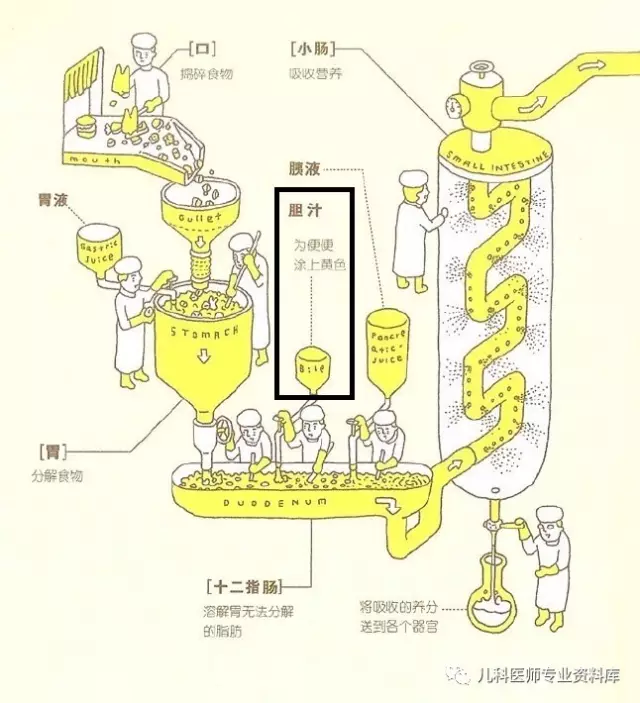 [口]
捣碎食物
mouth
[小肠]
吸收营养
SMALL INTESTINE
胰液
胃液
Gastric
Juice
Gullet
胆汁
为便便
涂上黄色
STOMACH
Bile
Pancre
atic-
Juice
[胃]
分解食物
DUODENUM
[十二指肠]
溶解胃无法分解
的脂肪
将吸收的养分
送到各个器官
儿科医师专业资料库